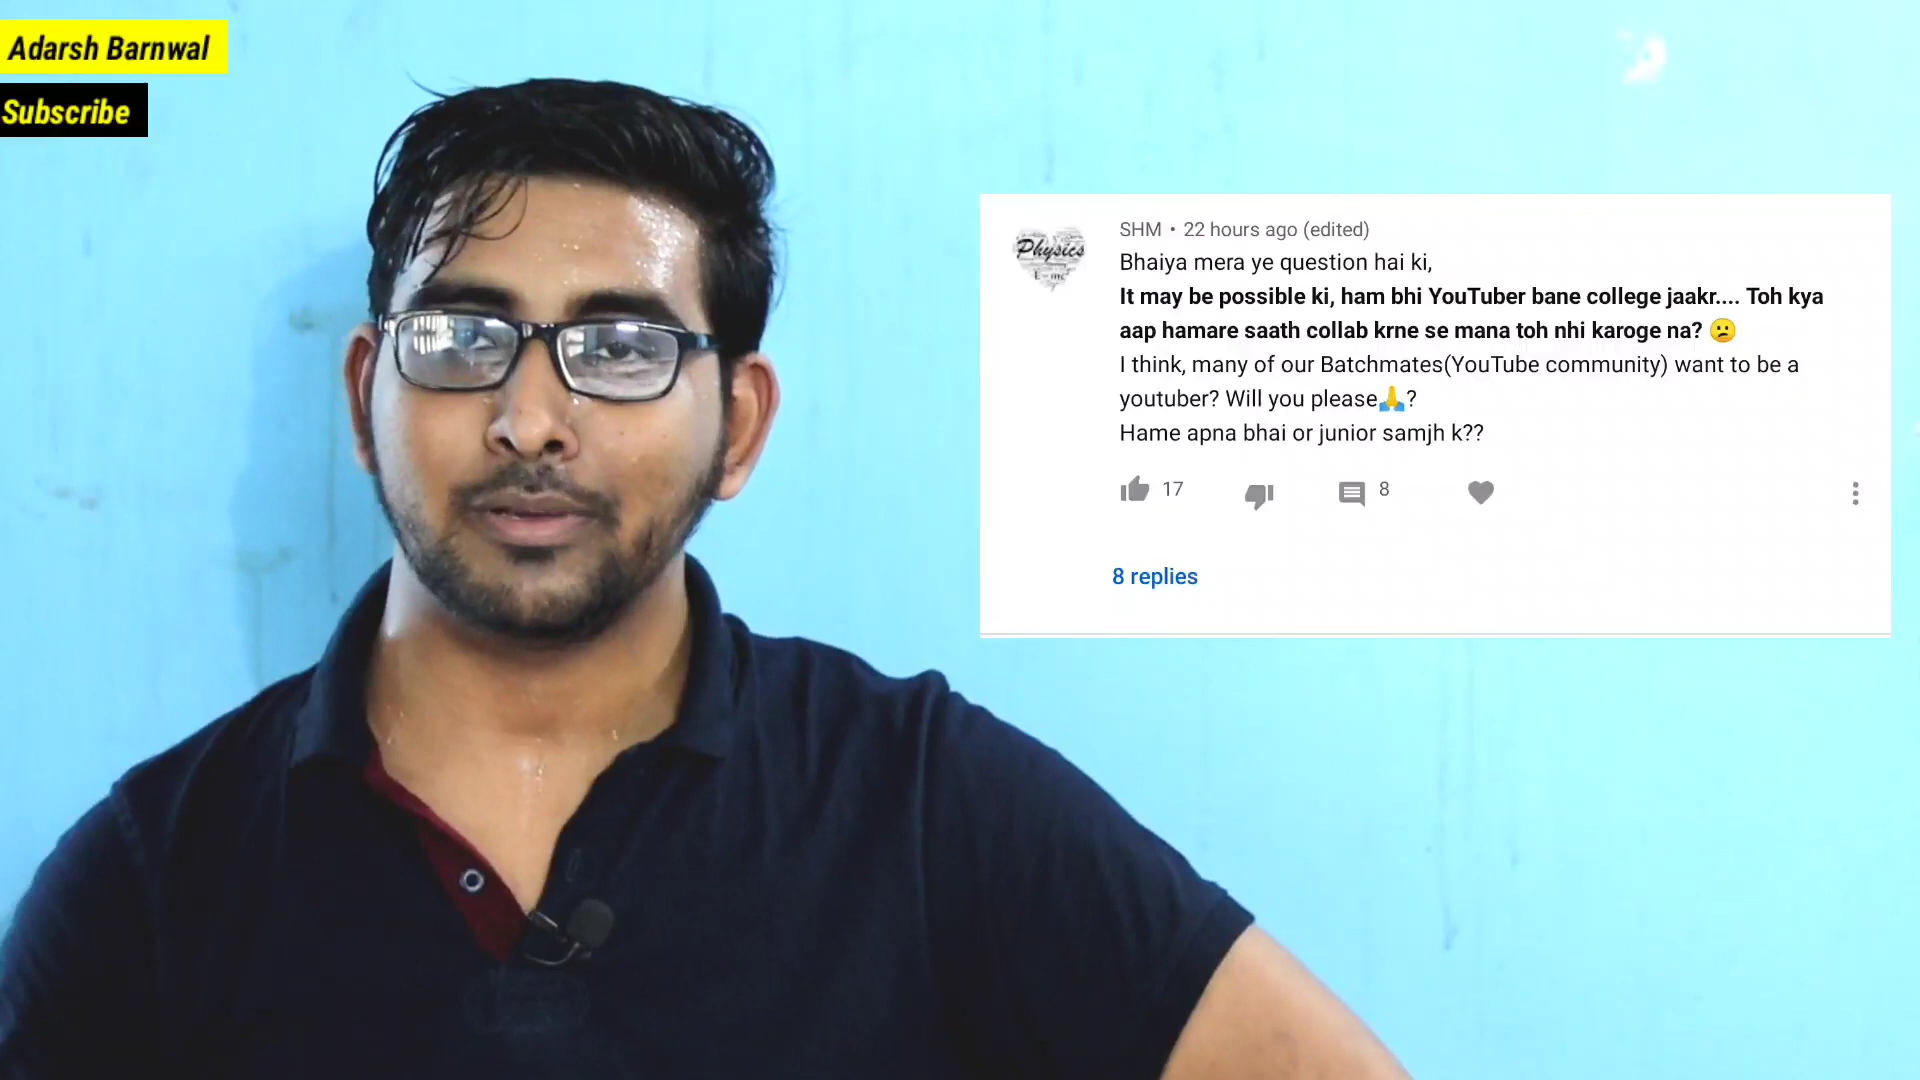 Adarsh Barnwal
Subscribe
Physics
SHM • 22 hours ago (edited)
Bhaiya mera ye question hai ki,
It may be possible ki, ham bhi YouTuber bane college jaakr.... Toh kya
aap hamare saath collab krne se mana toh nhi karoge na? 😕
I think, many of our Batchmates(YouTube community) want to be a
youtuber? Will you please🙏?
Hame apna bhai or junior samjh k??
17
8
8 replies